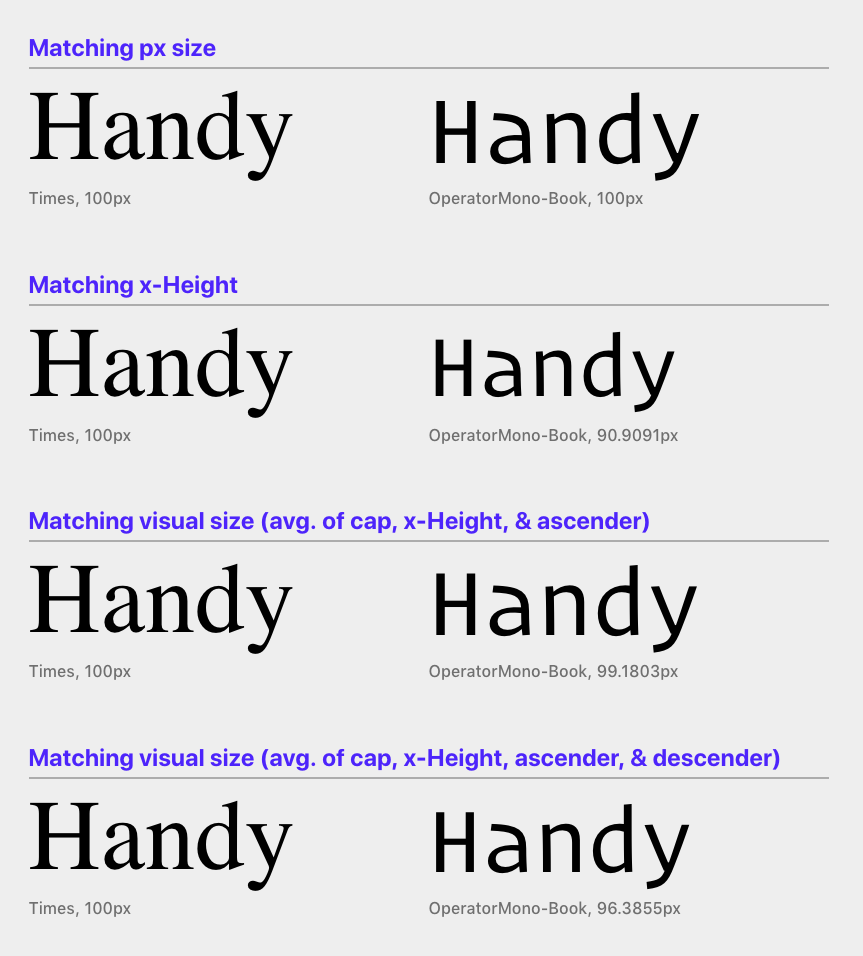 Matching px size
Handy Handy
Times, 100px OperatorMono-Book, 100px
Matching x-Height
Handy Handy
Times, 100px OperatorMono-Book, 90.9091px
Matching visual size (avg. of cap, x-Height, & ascender)
Handy Handy
Times, 100px OperatorMono-Book, 99.1803px
Matching visual size (avg. of cap, x-Height, ascender, & descender)
Handy Handy
Times, 100px OperatorMono-Book, 96.3855px